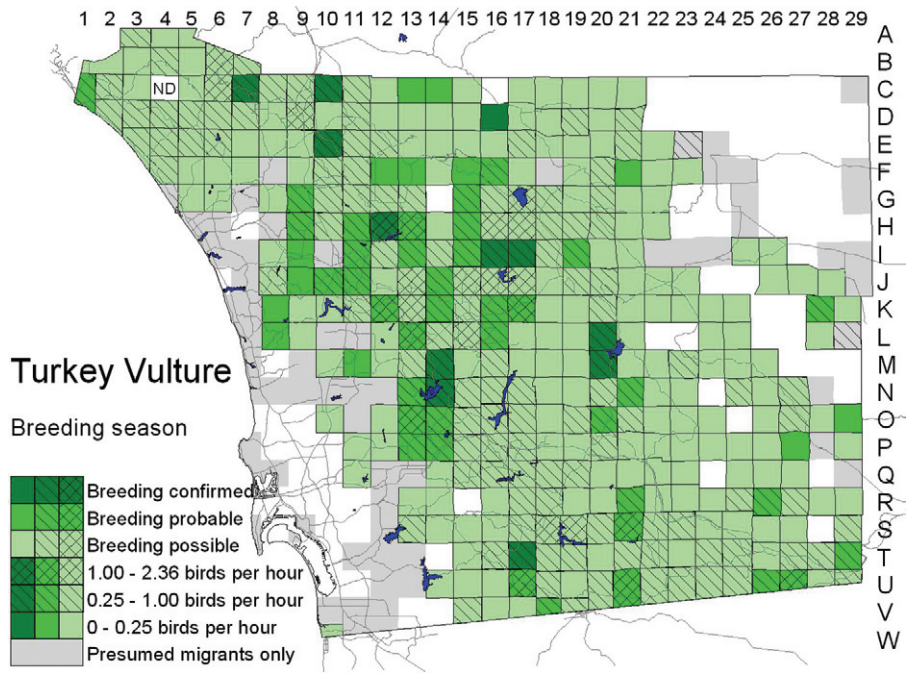 1 2 3 4 5 6 7 8 9 10 11 12 13 14 15 16 17 18 19 20 21 22 23 24 25 26 27 28 29
A
B
C
ND
D
E
F
G
H
I
J
K
L
M
N
O
P
Q
R
S
T
U
V
W
Turkey Vulture
Breeding season
Breeding confirmed
Breeding probable
Breeding possible
1.00 - 2.36 birds per hour
0.25 - 1.00 birds per hour
0 - 0.25 birds per hour
Presumed migrants only